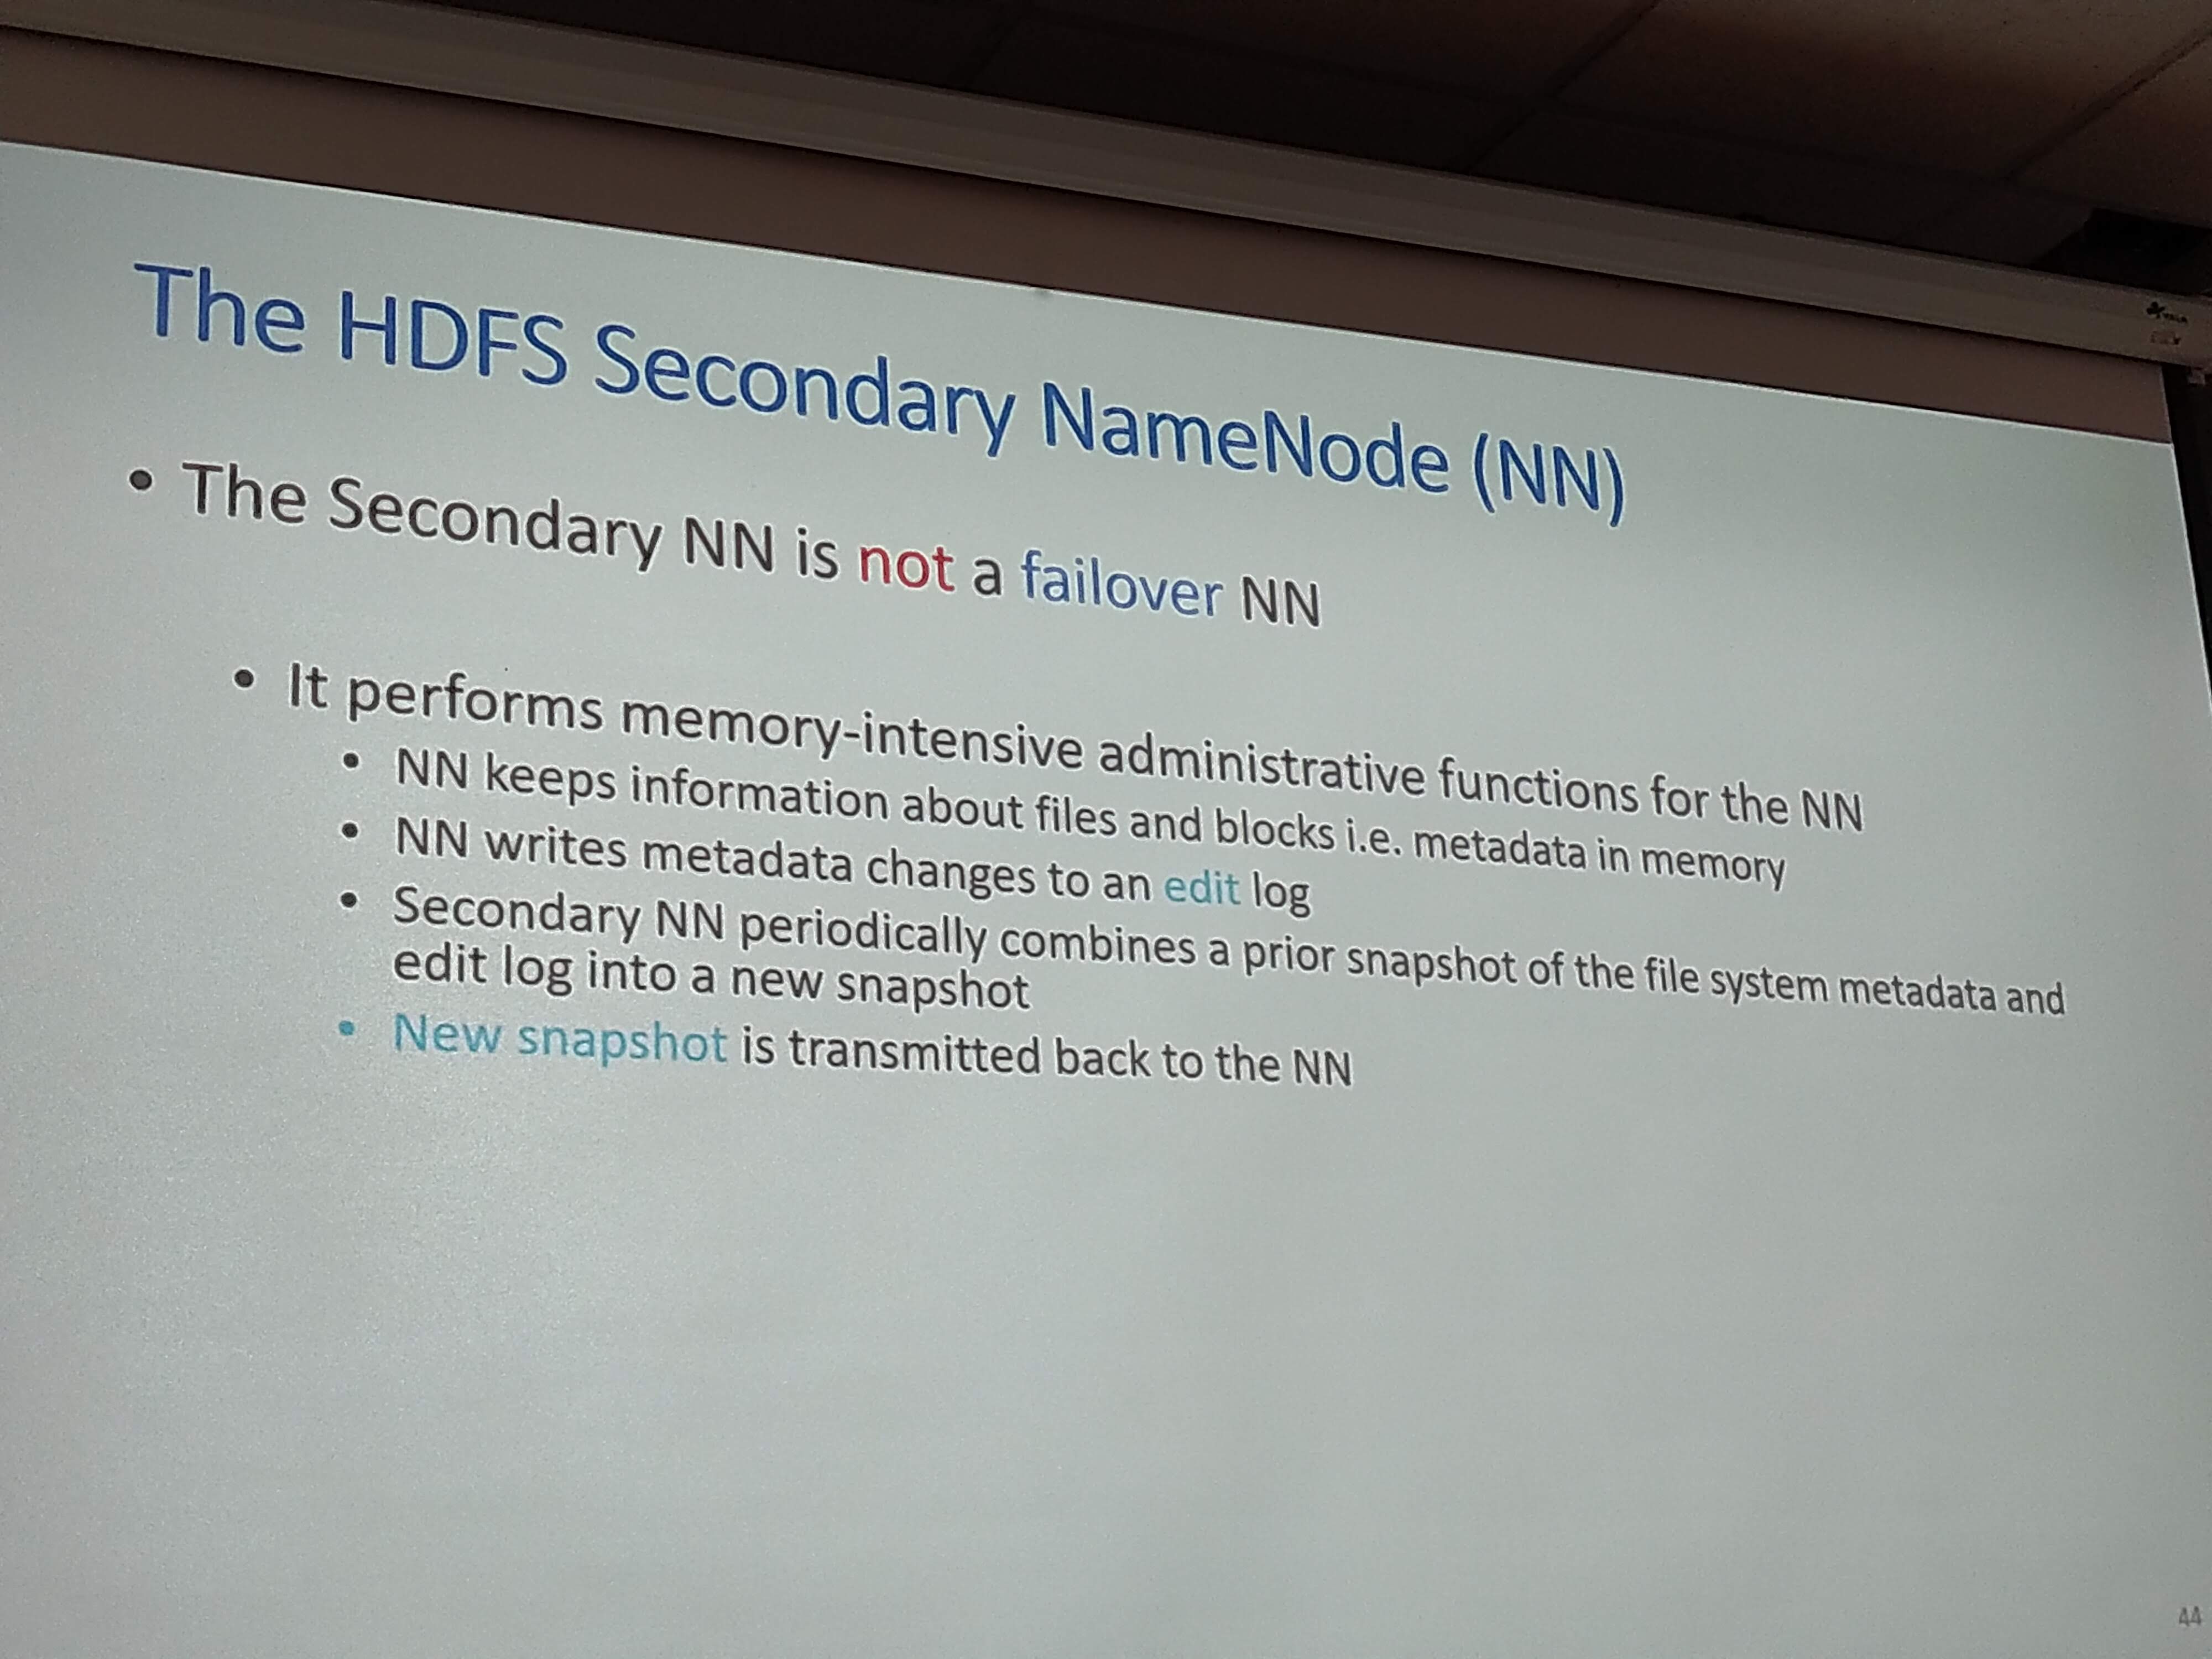 The HDFS Secondary NameNode (NN)
• The Secondary NN is not a failover NN
• It performs memory-intensive administrative functions for the NN
• NN keeps information about files and blocks i.e. metadata in memory
• NN writes metadata changes to an edit log
• Secondary NN periodically combines a prior snapshot of the file system metadata and
edit log into a new snapshot
• New snapshot is transmitted back to the NN
44